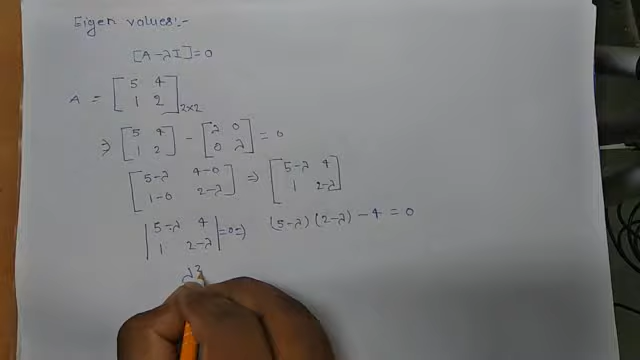 Eigen values:-
[A-λI]=0
A = [5 4 1 2]2×2
⇒ [5 4 1 2] - [λ 0 0 λ] = 0
[5-λ 4-0 1-0 2-λ] ⇒ [5-λ 4 1 2-λ]
|5-λ 4 1 2-λ| =0⇒ (5-λ)(2-λ) - 4 = 0
λ²